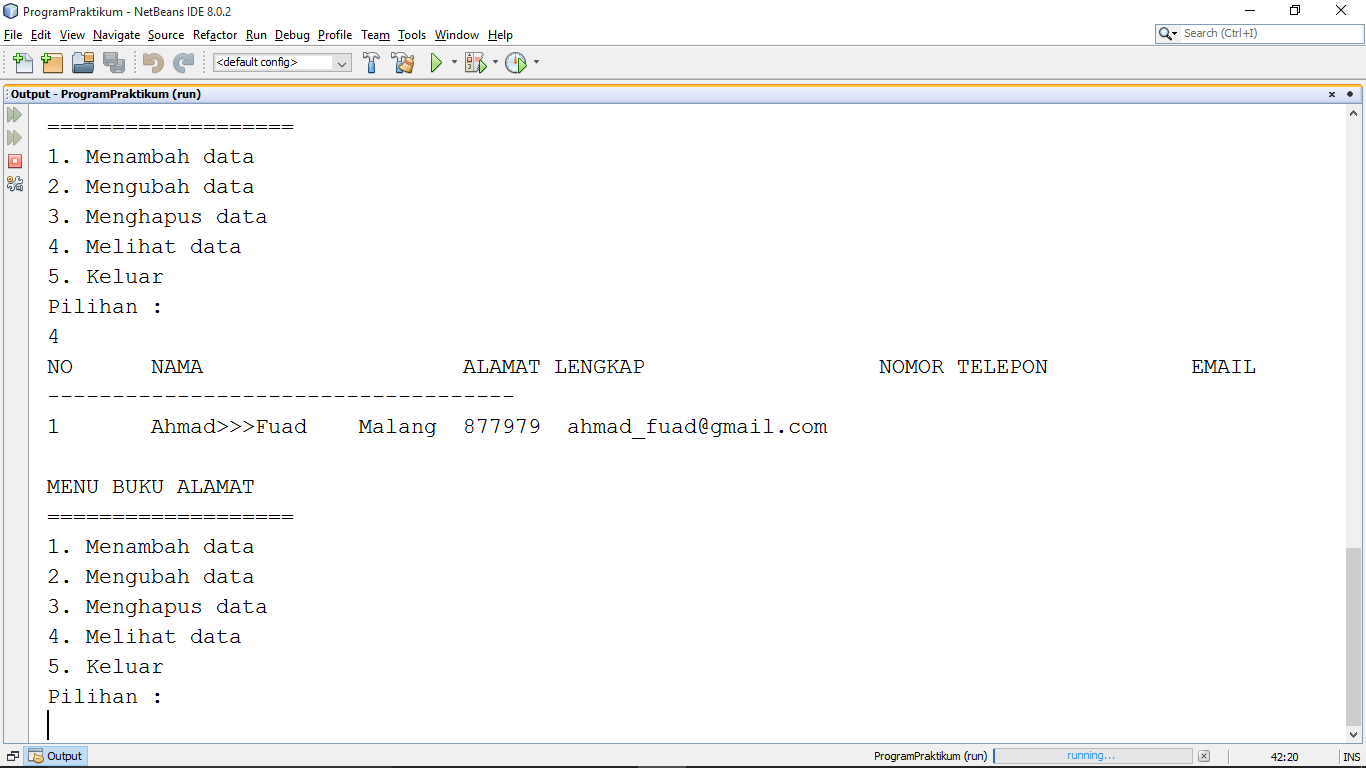 ProgramPraktikum - NetBeans IDE 8.0.2
File Edit View Navigate Source Refactor Run Debug Profile Team Tools Window Help
Search (Ctrl+I)
<default config>
Output - ProgramPraktikum (run)
===================
1. Menambah data
2. Mengubah data
3. Menghapus data
4. Melihat data
5. Keluar
Pilihan :
4
NO NAMA ALAMAT LENGKAP NOMOR TELEPON EMAIL
------------------------------------
1 Ahmad>>>Fuad Malang 877979 ahmad_fuad@gmail.com
MENU BUKU ALAMAT
===================
1. Menambah data
2. Mengubah data
3. Menghapus data
4. Melihat data
5. Keluar
Pilihan :
Output ProgramPraktikum (run) running... 42:20 INS